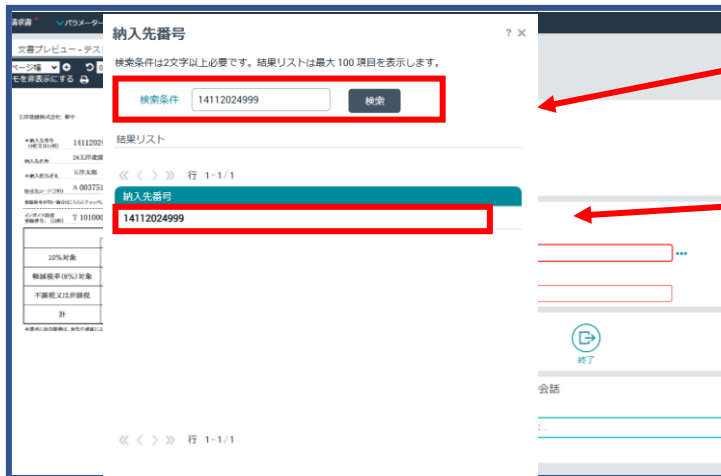 請求書 * パラメーター
文書プレビュー - テス
ページ幅
モを非表示にする
納入先番号
? ×
検索条件は2文字以上必要です。結果リストは最大 100 項目を表示します。
検索条件 14112024999 検索
結果リスト
行 1-1/1
納入先番号
14112024999
行 1-1/1
10%対象
軽減税率(8%)対象
不課税又は非課税
計
終了
会話